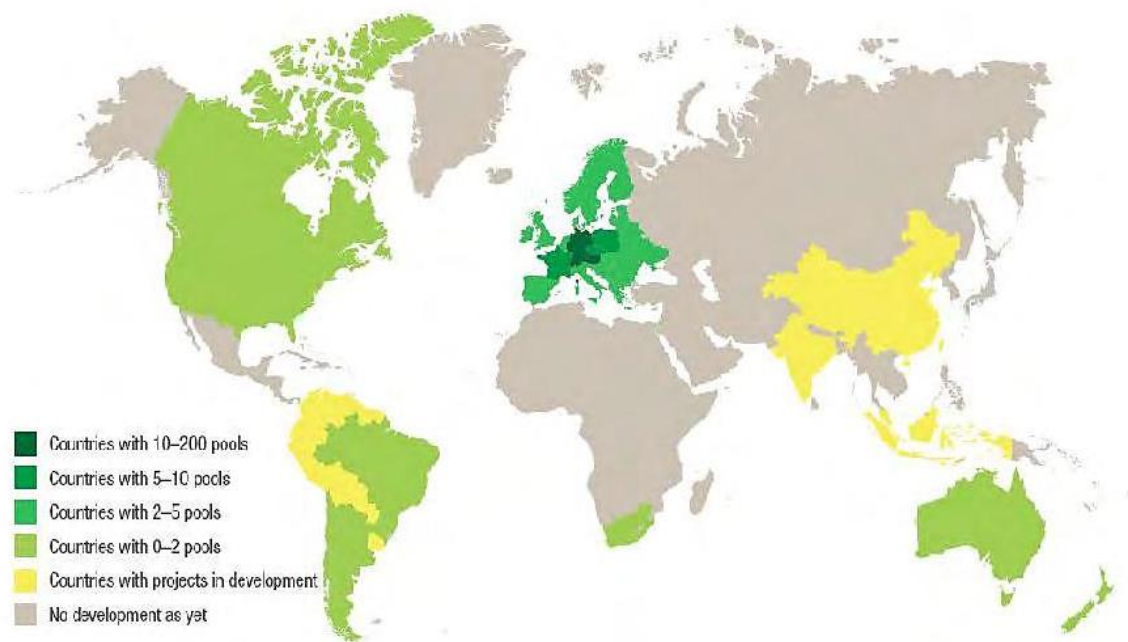 Countries with 10–200 pools
Countries with 5–10 pools
Countries with 2–5 pools
Countries with 0–2 pools
Countries with projects in development
No development as yet